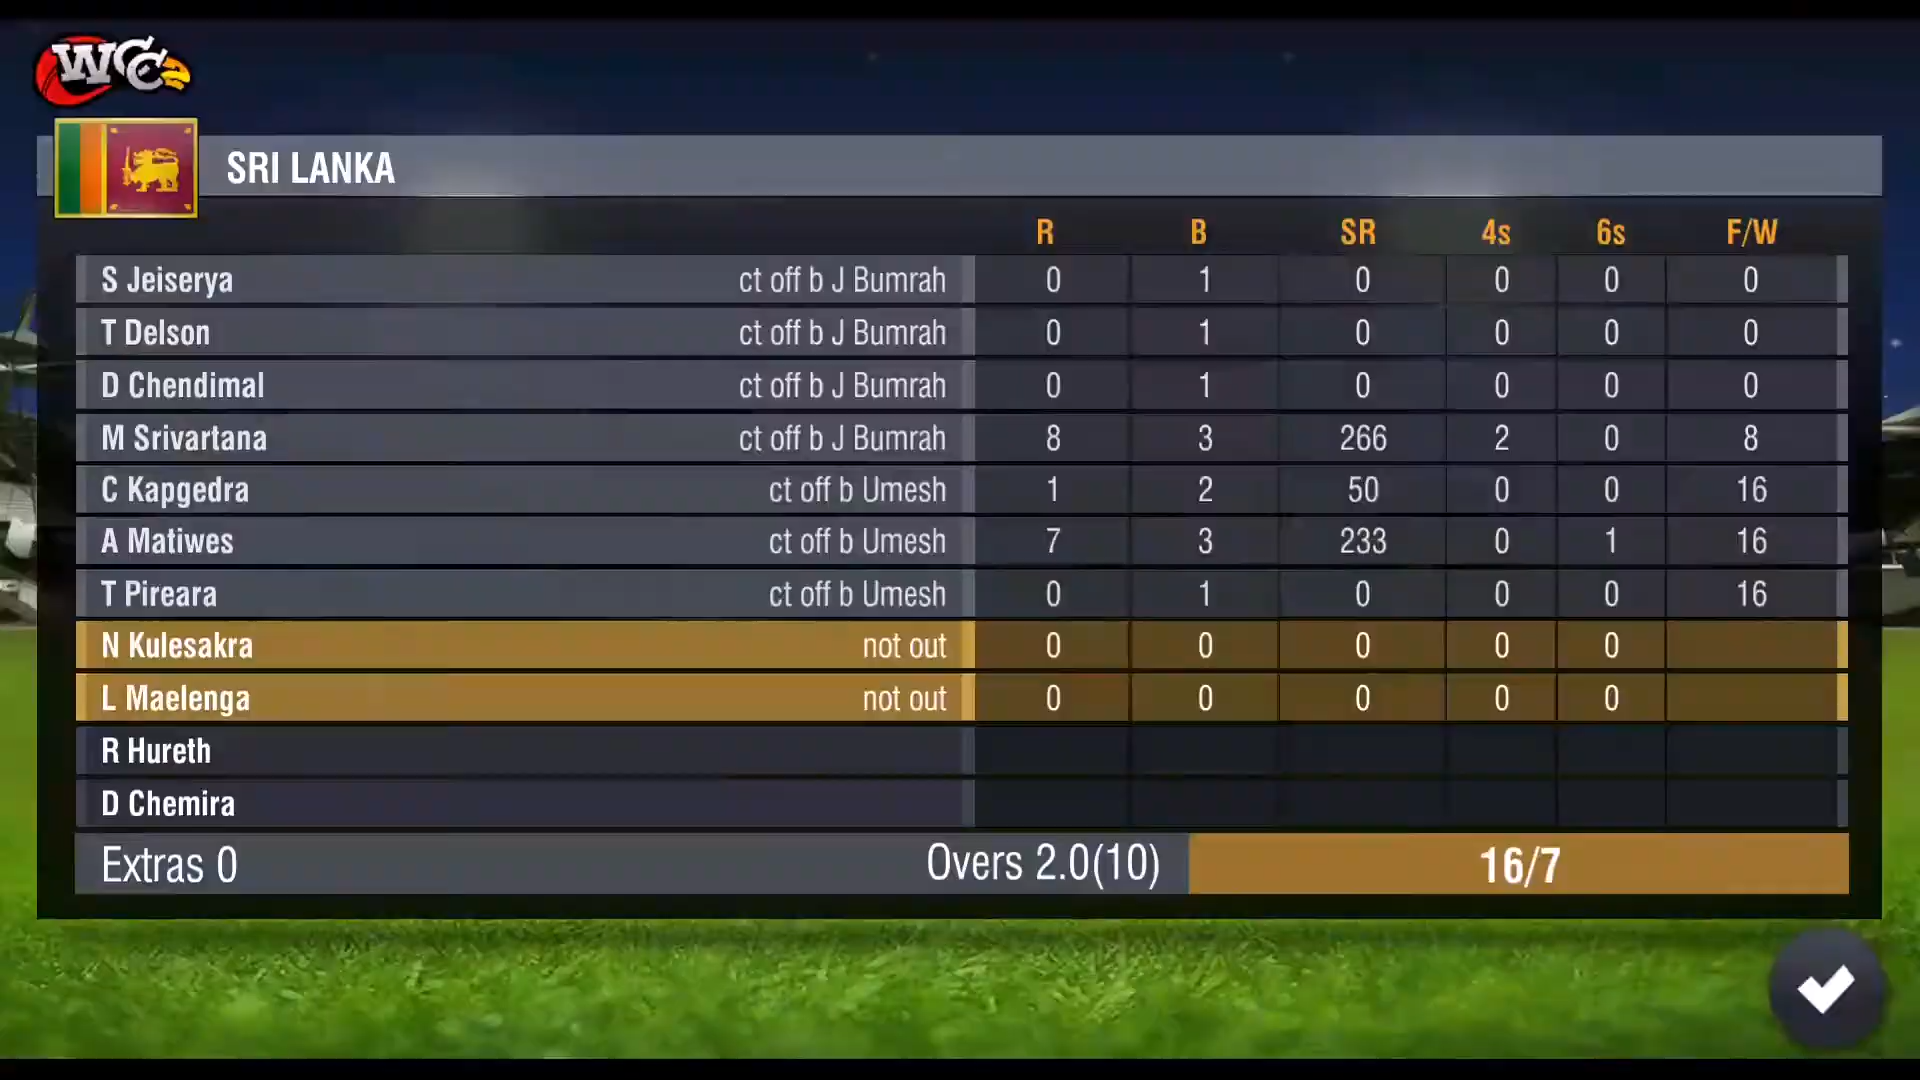 WCC
SRI LANKA
R B SR 4s 6s F/W
S Jeiserya ct off b J Bumrah 0 1 0 0 0 0
T Delson ct off b J Bumrah 0 1 0 0 0 0
D Chendimal ct off b J Bumrah 0 1 0 0 0 0
M Srivartana ct off b J Bumrah 8 3 266 2 0 8
C Kapgedra ct off b Umesh 1 2 50 0 0 16
A Matiwes ct off b Umesh 7 3 233 0 1 16
T Pireara ct off b Umesh 0 1 0 0 0 16
N Kulesakra not out 0 0 0 0 0
L Maelenga not out 0 0 0 0 0
R Hureth
D Chemira
Extras 0 Overs 2.0(10) 16/7